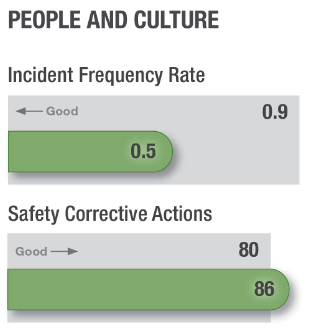 PEOPLE AND CULTURE
Incident Frequency Rate
Good 0.9
0.5
Safety Corrective Actions
Good 80
86